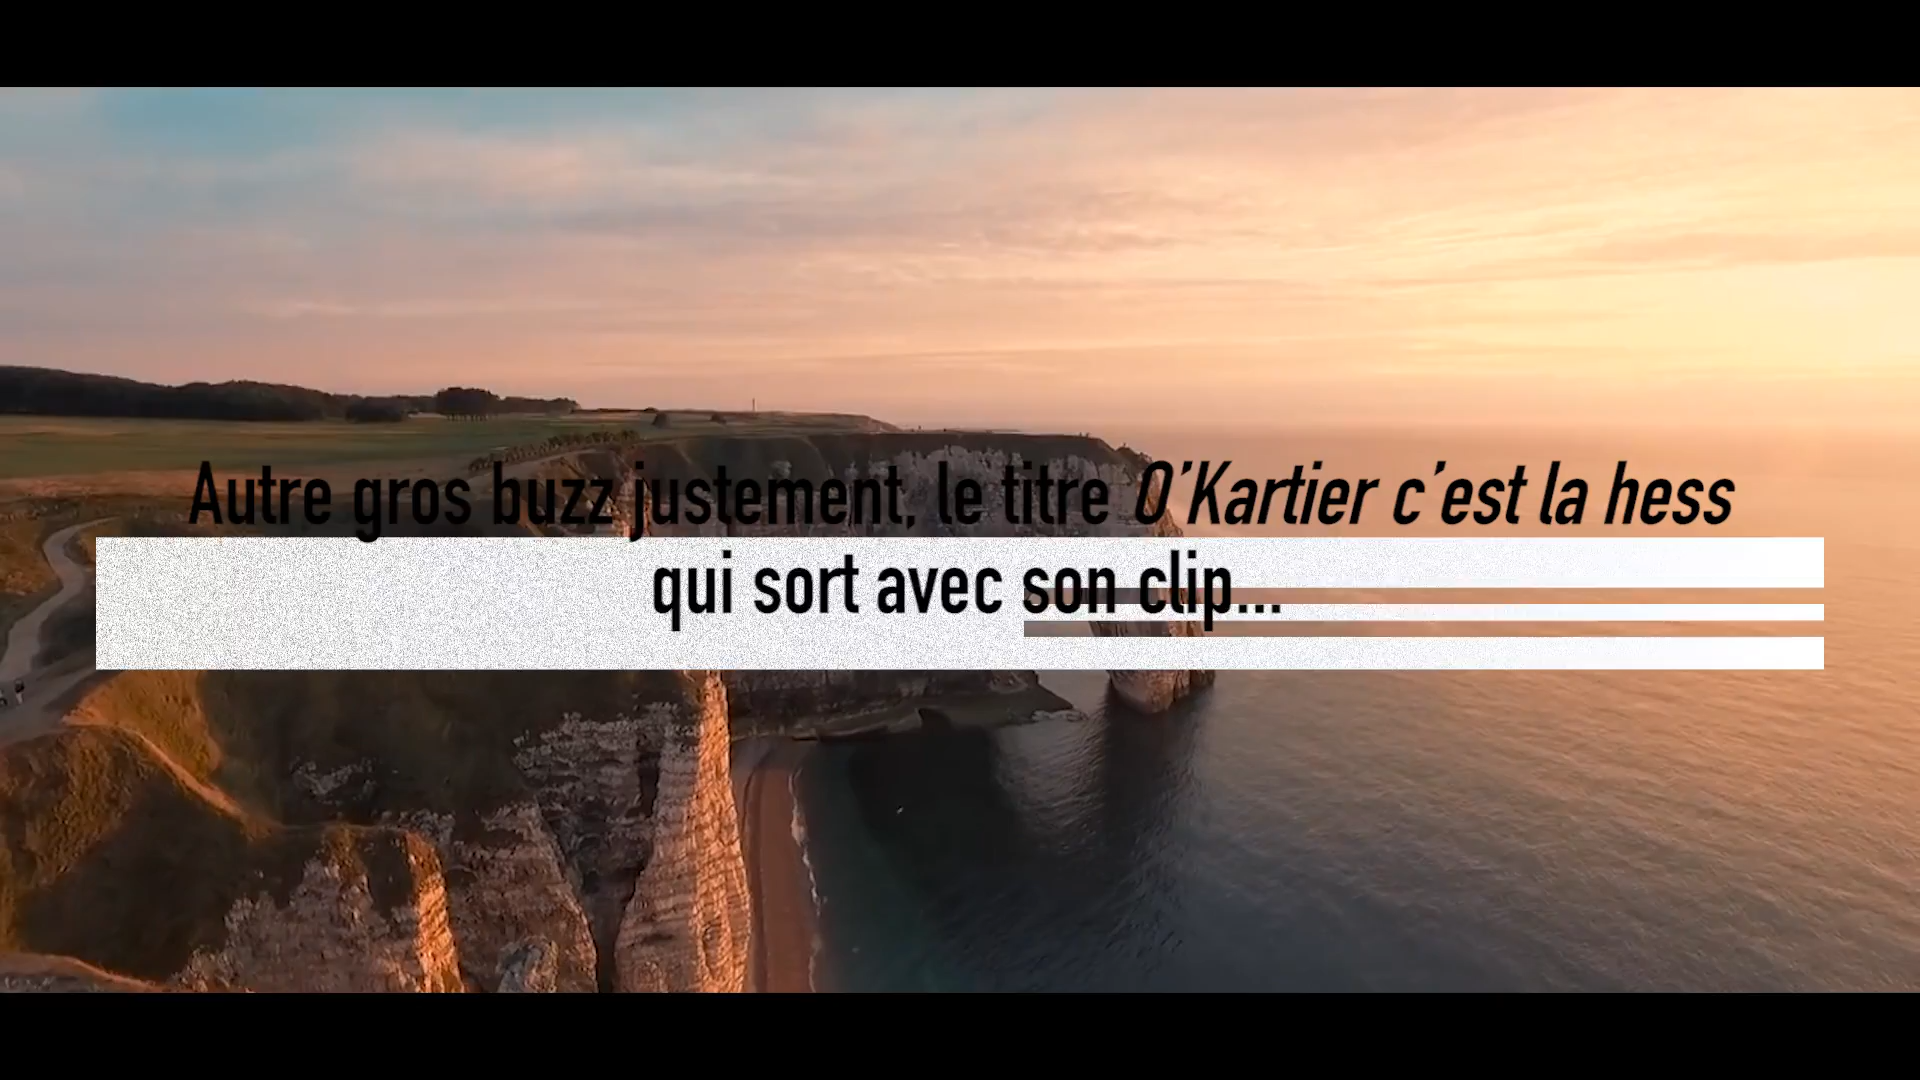 Autre gros buzz justement, le titre O'Kartier c'est la hess
qui sort avec son clip...